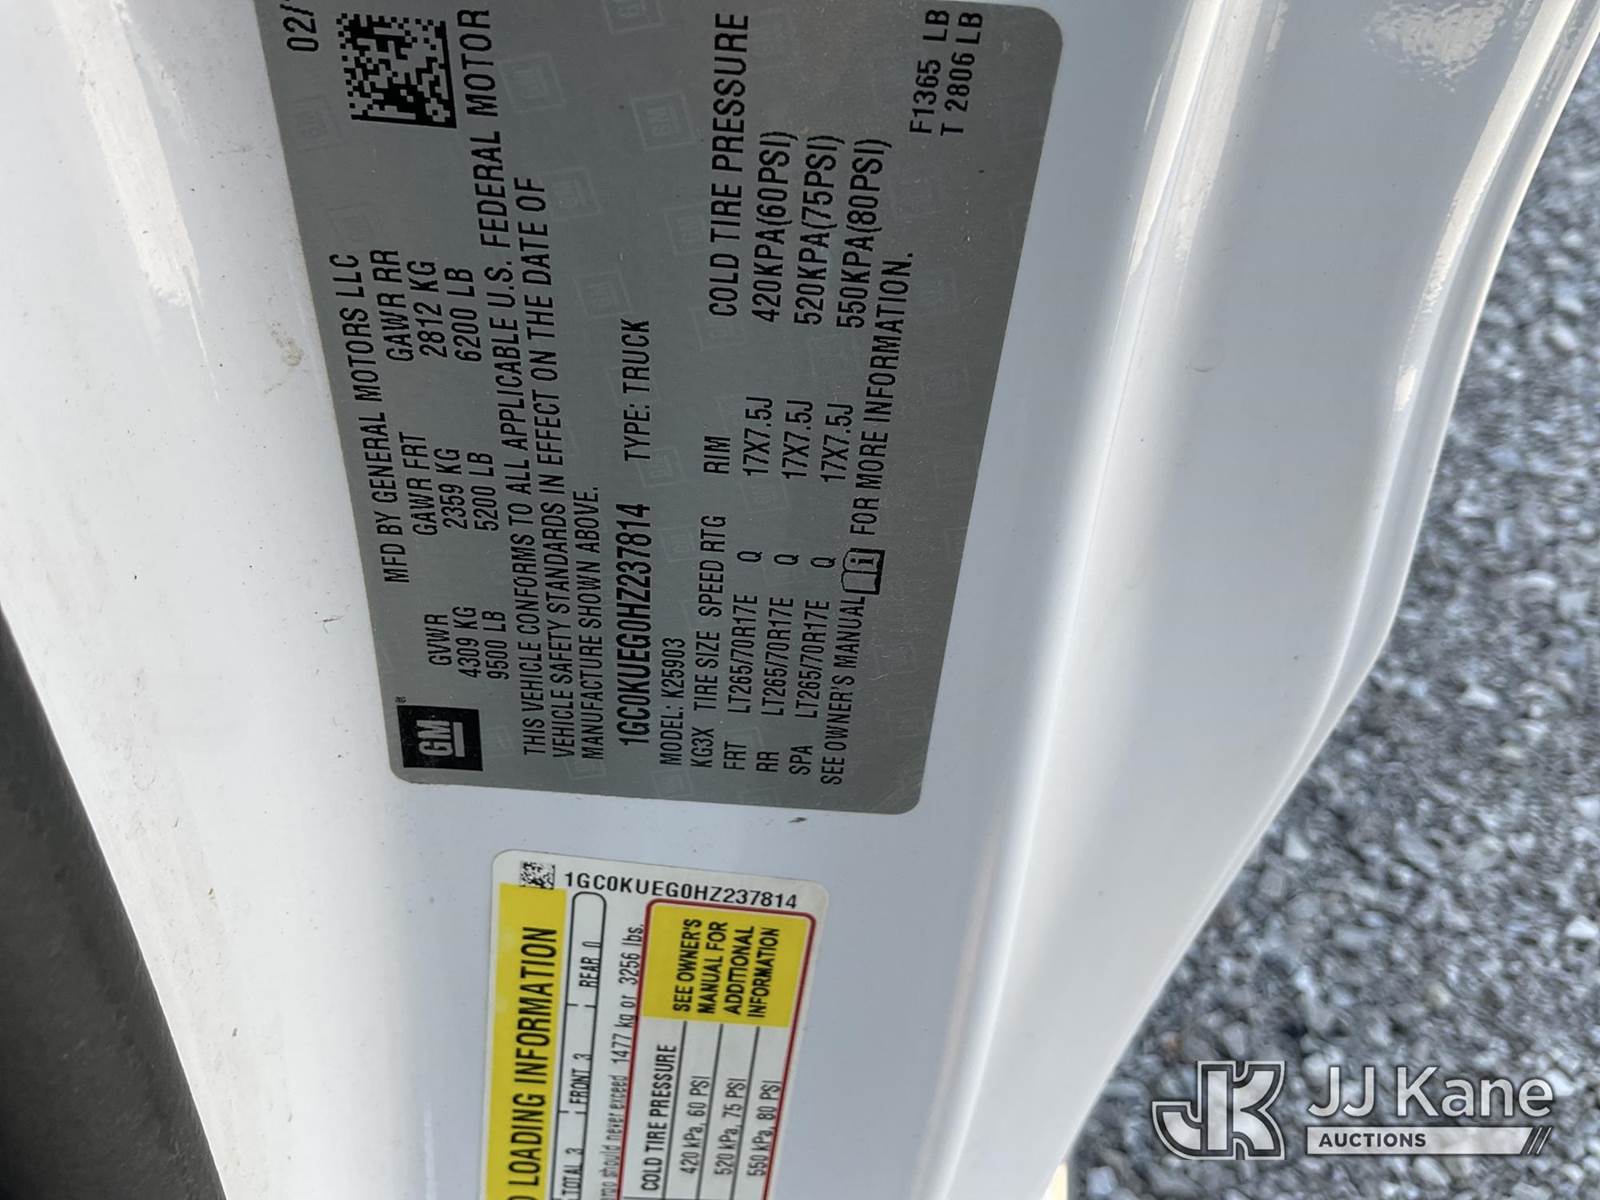 MFD BY GENERAL MOTORS LLC 02/
GVWR GAWR FRT GAWR RR
4309 KG 2359 KG 2812 KG
9500 LB 5200 LB 6200 LB
GM
THIS VEHICLE CONFORMS TO ALL APPLICABLE U.S. FEDERAL MOTOR
VEHICLE SAFETY STANDARDS IN EFFECT ON THE DATE OF
MANUFACTURE SHOWN ABOVE.
1GC0KUEG0HZ237814 TYPE: TRUCK
MODEL: K25903
KG3X TIRE SIZE SPEED RTG RIM COLD TIRE PRESSURE
FRT LT265/70R17E Q 17X7.5J 420KPA(60PSI)
RR LT265/70R17E Q 17X7.5J 520KPA(75PSI)
SPA LT265/70R17E Q 17X7.5J 550KPA(80PSI)
SEE OWNER'S MANUAL FOR MORE INFORMATION.
F1365 LB
T 2806 LB
LOADING INFORMATION
1GC0KUEG0HZ237814
TOTAL 3 FRONT 3 REAR 0
should never exceed 1477 kg or 3256 lbs.
COLD TIRE PRESSURE
420 kPa, 60 PSI
520 kPa, 75 PSI
550 kPa, 80 PSI
SEE OWNER'S
MANUAL FOR
ADDITIONAL
INFORMATION
JK JJ Kane
AUCTIONS